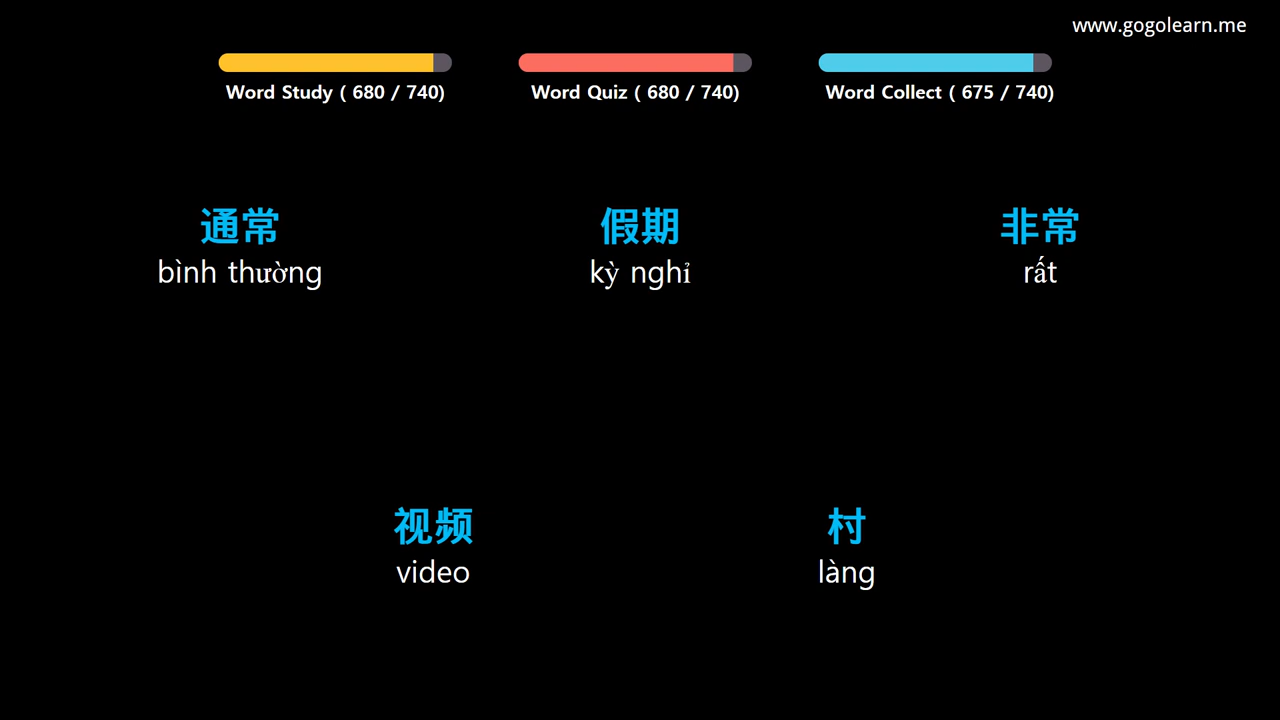 www.gogolearn.me
Word Study ( 680 / 740)
Word Quiz ( 680 / 740)
Word Collect ( 675 / 740)
通常
bình thường
假期
kỳ nghỉ
非常
rất
视频
video
村
làng